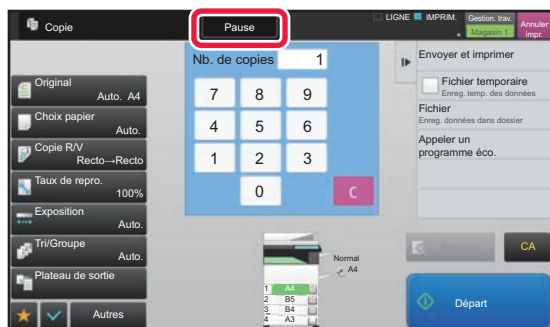 Copie
Pause
LIGNE
IMPRIM.
Gestion. trav.
Magasin 1
Annuler
impr.
Nb. de copies
1
7
8
9
4
5
6
1
2
3
0
C
Original
Auto. A4
Choix papier
Auto.
Copie R/V
Recto→Recto
Taux de repro.
100%
Exposition
Auto.
Tri/Groupe
Auto.
Plateau de sortie
Autres
Normal
A4
1 A4
2 B5
3 B4
4 A3
Envoyer et imprimer
Fichier temporaire
Enreg. temp. des données
Fichier
Enreg. données dans dossier
Appeler un
programme éco.
CA
Départ